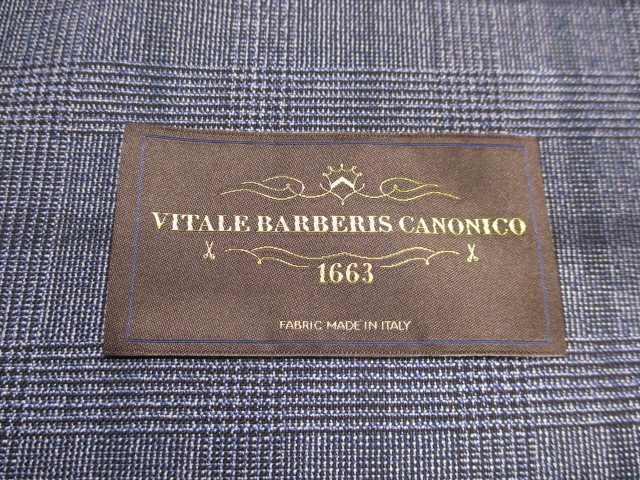 VITALE BARBERIS CANONICO
1663
FABRIC MADE IN ITALY